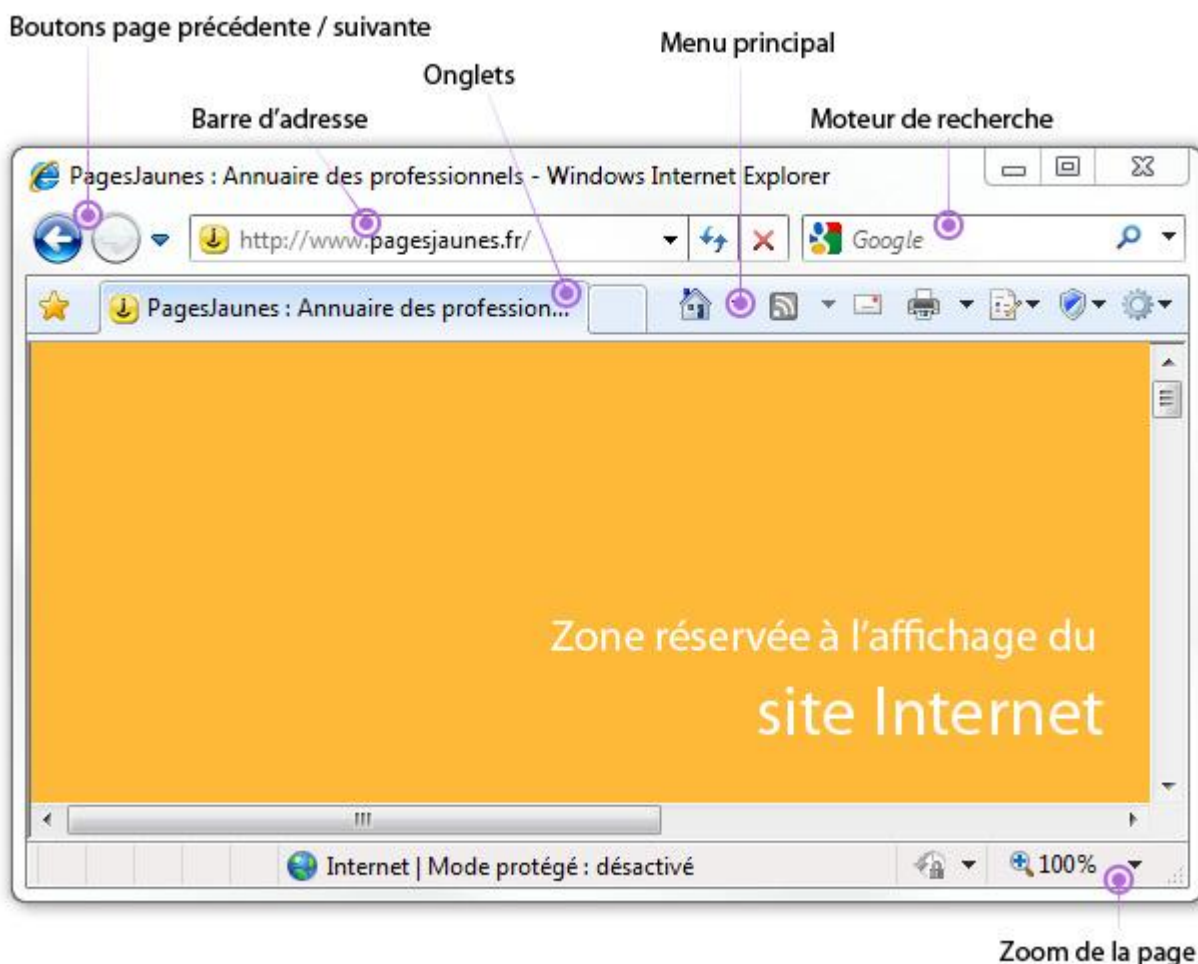 Boutons page précédente / suivante
Menu principal
Onglets
Barre d'adresse
Moteur de recherche
PagesJaunes : Annuaire des professionnels - Windows Internet Explorer
http://www.pagesjaunes.fr/
Google
PagesJaunes : Annuaire des profession...
Zone réservée à l'affichage du
site Internet
Internet | Mode protégé : désactivé
100%
Zoom de la page